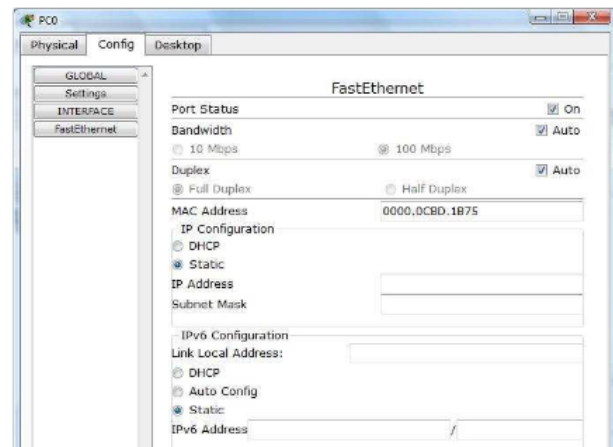 PC0
Physical Config Desktop
GLOBAL
Settings
INTERFACE
FastEthernet
FastEthernet
Port Status On
Bandwidth Auto
10 Mbps 100 Mbps
Duplex Auto
Full Duplex Half Duplex
MAC Address 0000.0CBD.1B75
IP Configuration
DHCP
Static
IP Address
Subnet Mask
IPv6 Configuration
Link Local Address:
DHCP
Auto Config
Static
IPv6 Address /